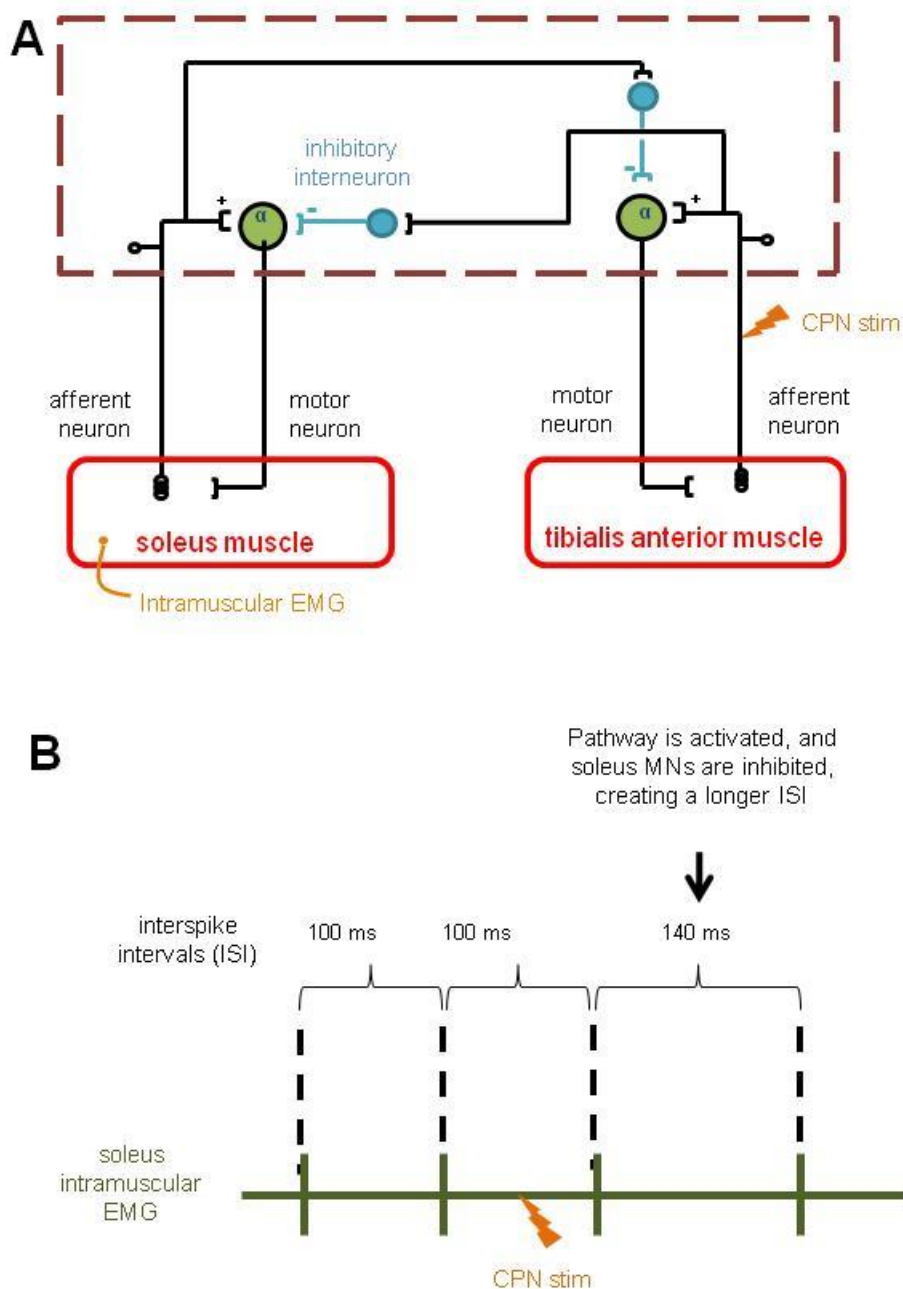 A
inhibitory
interneuron
-
+
α
-
α
+
CPN stim
afferent
neuron
motor
neuron
motor
neuron
afferent
neuron
soleus muscle
tibialis anterior muscle
Intramuscular EMG
B
Pathway is activated, and
soleus MNs are inhibited,
creating a longer ISI
interspike
intervals (ISI)
100 ms
100 ms
140 ms
soleus
intramuscular
EMG
CPN stim